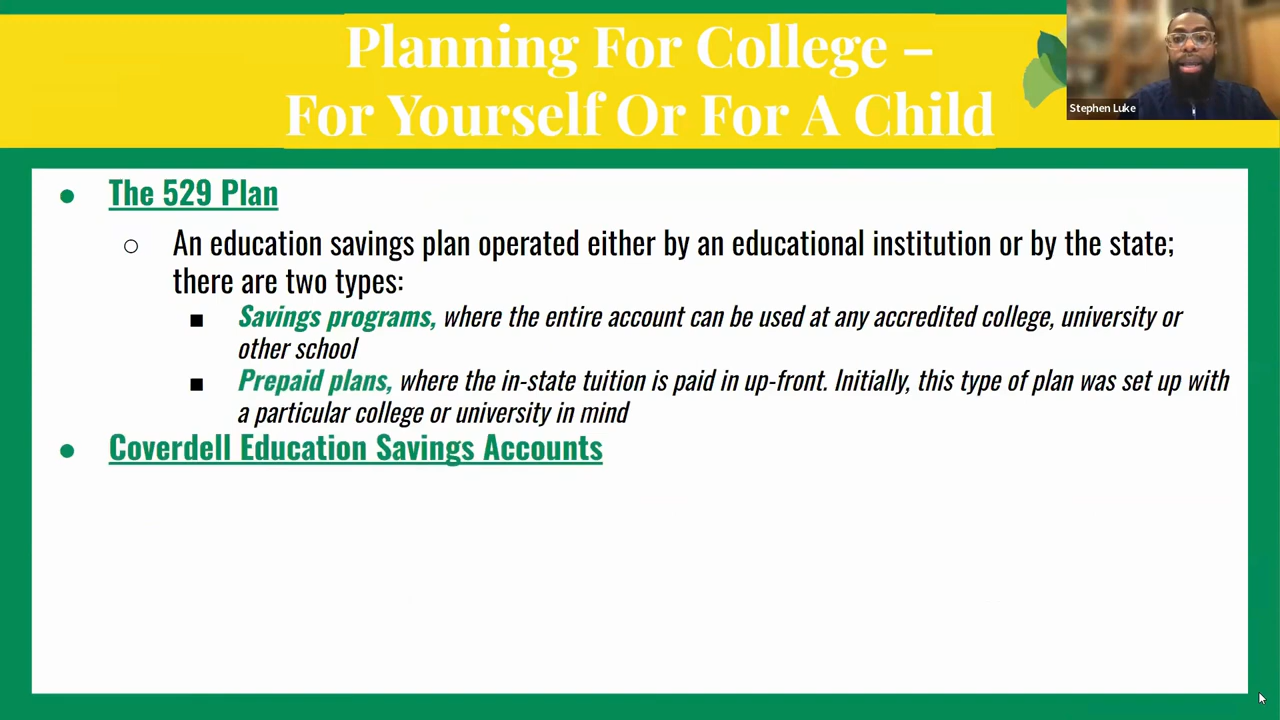 Planning For College –
For Yourself Or For A Child
Stephen Luke
● The 529 Plan
○ An education savings plan operated either by an educational institution or by the state;
there are two types:
■ Savings programs, where the entire account can be used at any accredited college, university or
other school
■ Prepaid plans, where the in-state tuition is paid in up-front. Initially, this type of plan was set up with
a particular college or university in mind
● Coverdell Education Savings Accounts